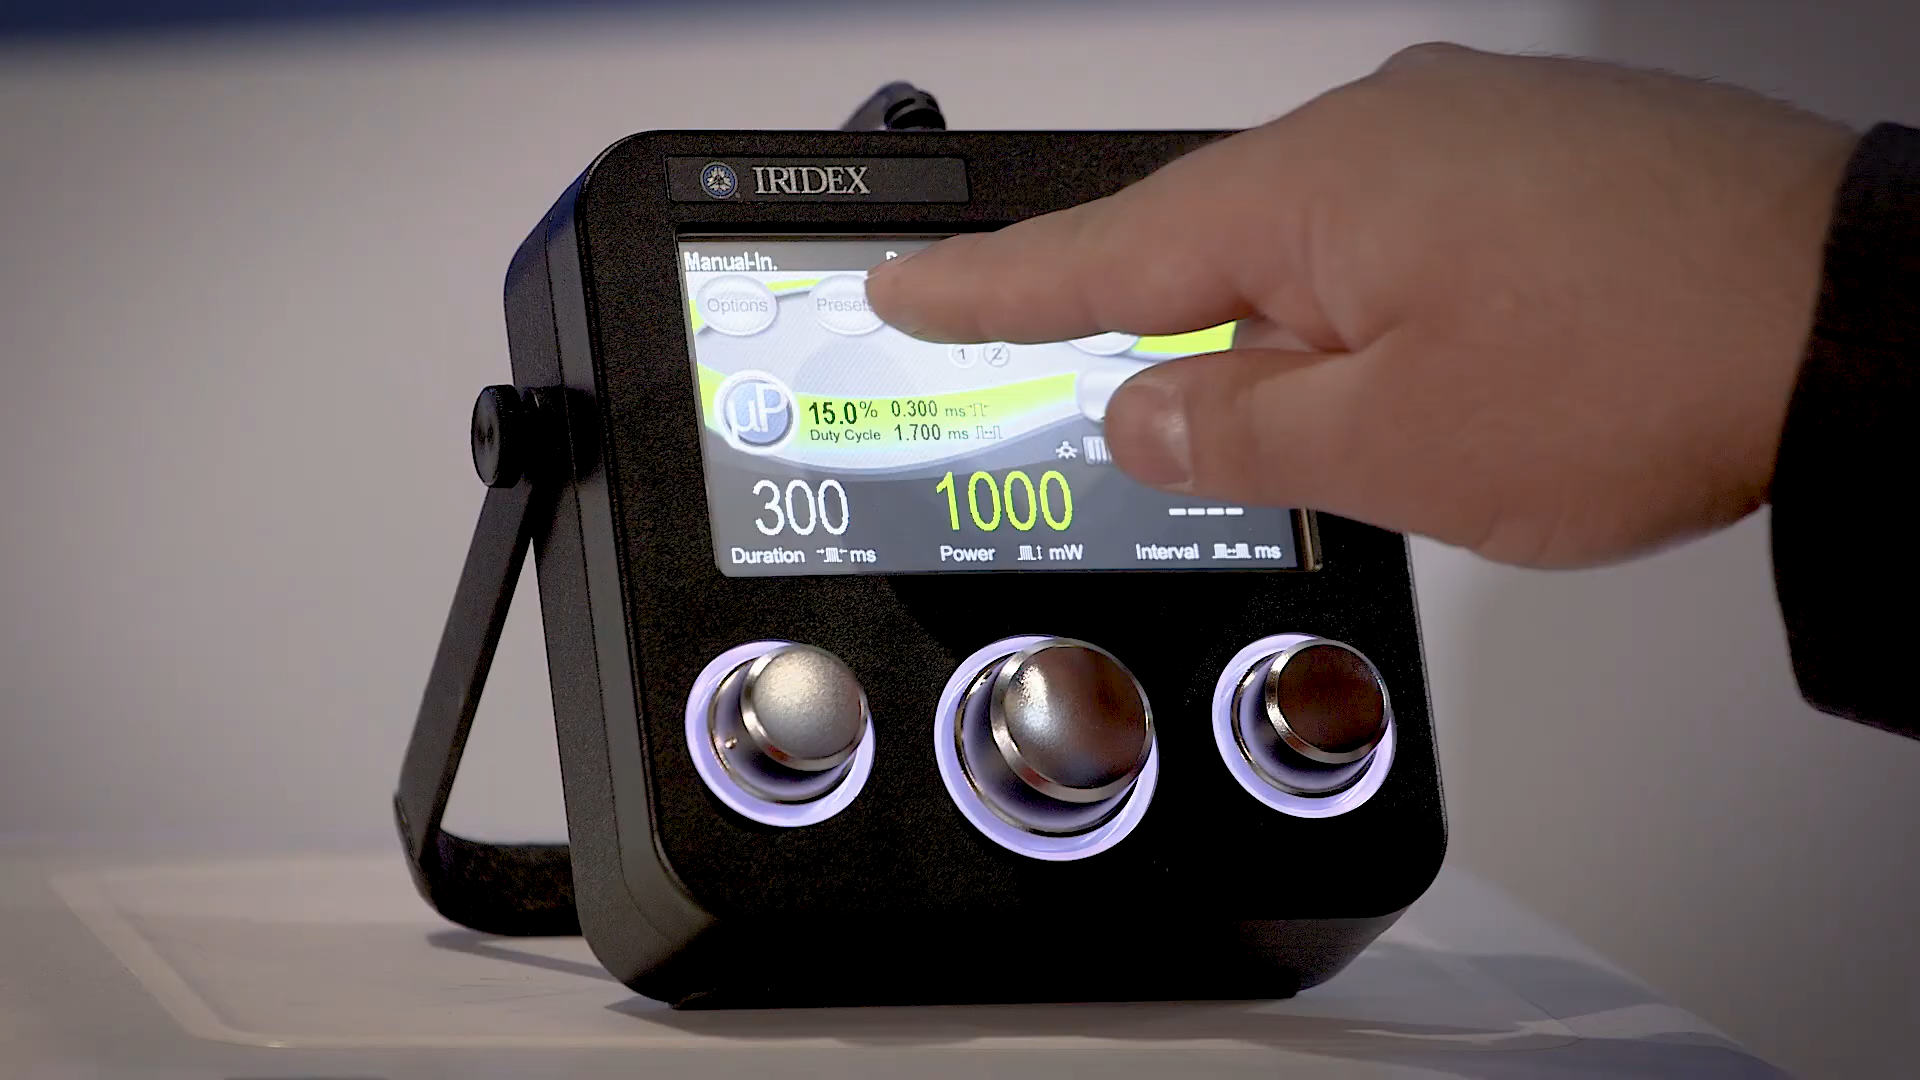 IRIDEX
Manual-In.
Options
Presets
1 2
µP
15.0% 0.300 ms
Duty Cycle 1.700 ms
300 1000 ----
Duration ms Power mW Interval ms